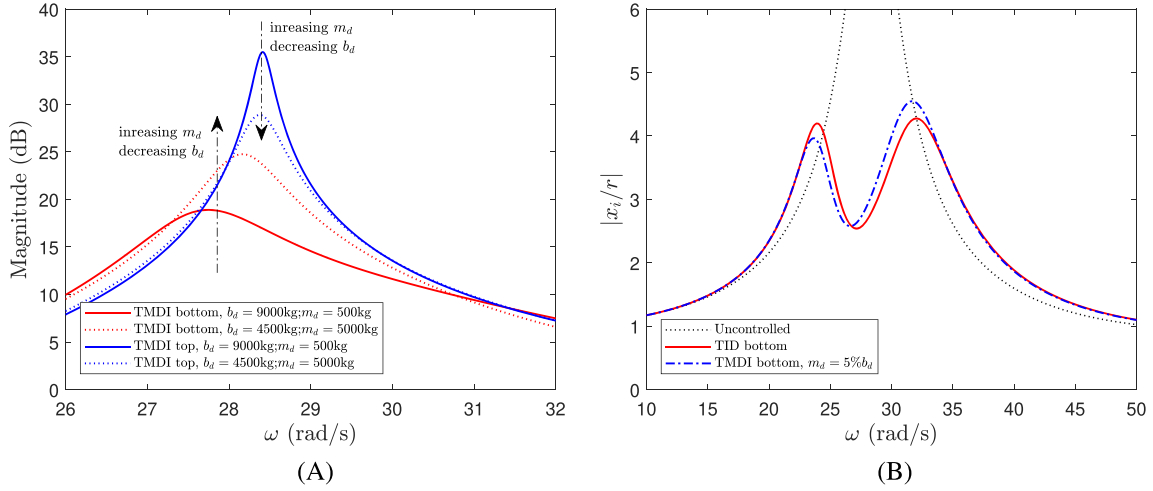 40
35
30
25
20
15
10
5
0
Magnitude (dB)
inreasing m_d
decreasing b_d
inreasing m_d
decreasing b_d
TMDI bottom, b_d = 9000kg;m_d = 500kg
TMDI bottom, b_d = 4500kg;m_d = 5000kg
TMDI top, b_d = 9000kg;m_d = 500kg
TMDI top, b_d = 4500kg;m_d = 5000kg
26 27 28 29 30 31 32
ω (rad/s)
(A)
6
5
4
3
2
1
0
|x_i/r|
Uncontrolled
TID bottom
TMDI bottom, m_d = 5%b_d
10 15 20 25 30 35 40 45 50
ω (rad/s)
(B)